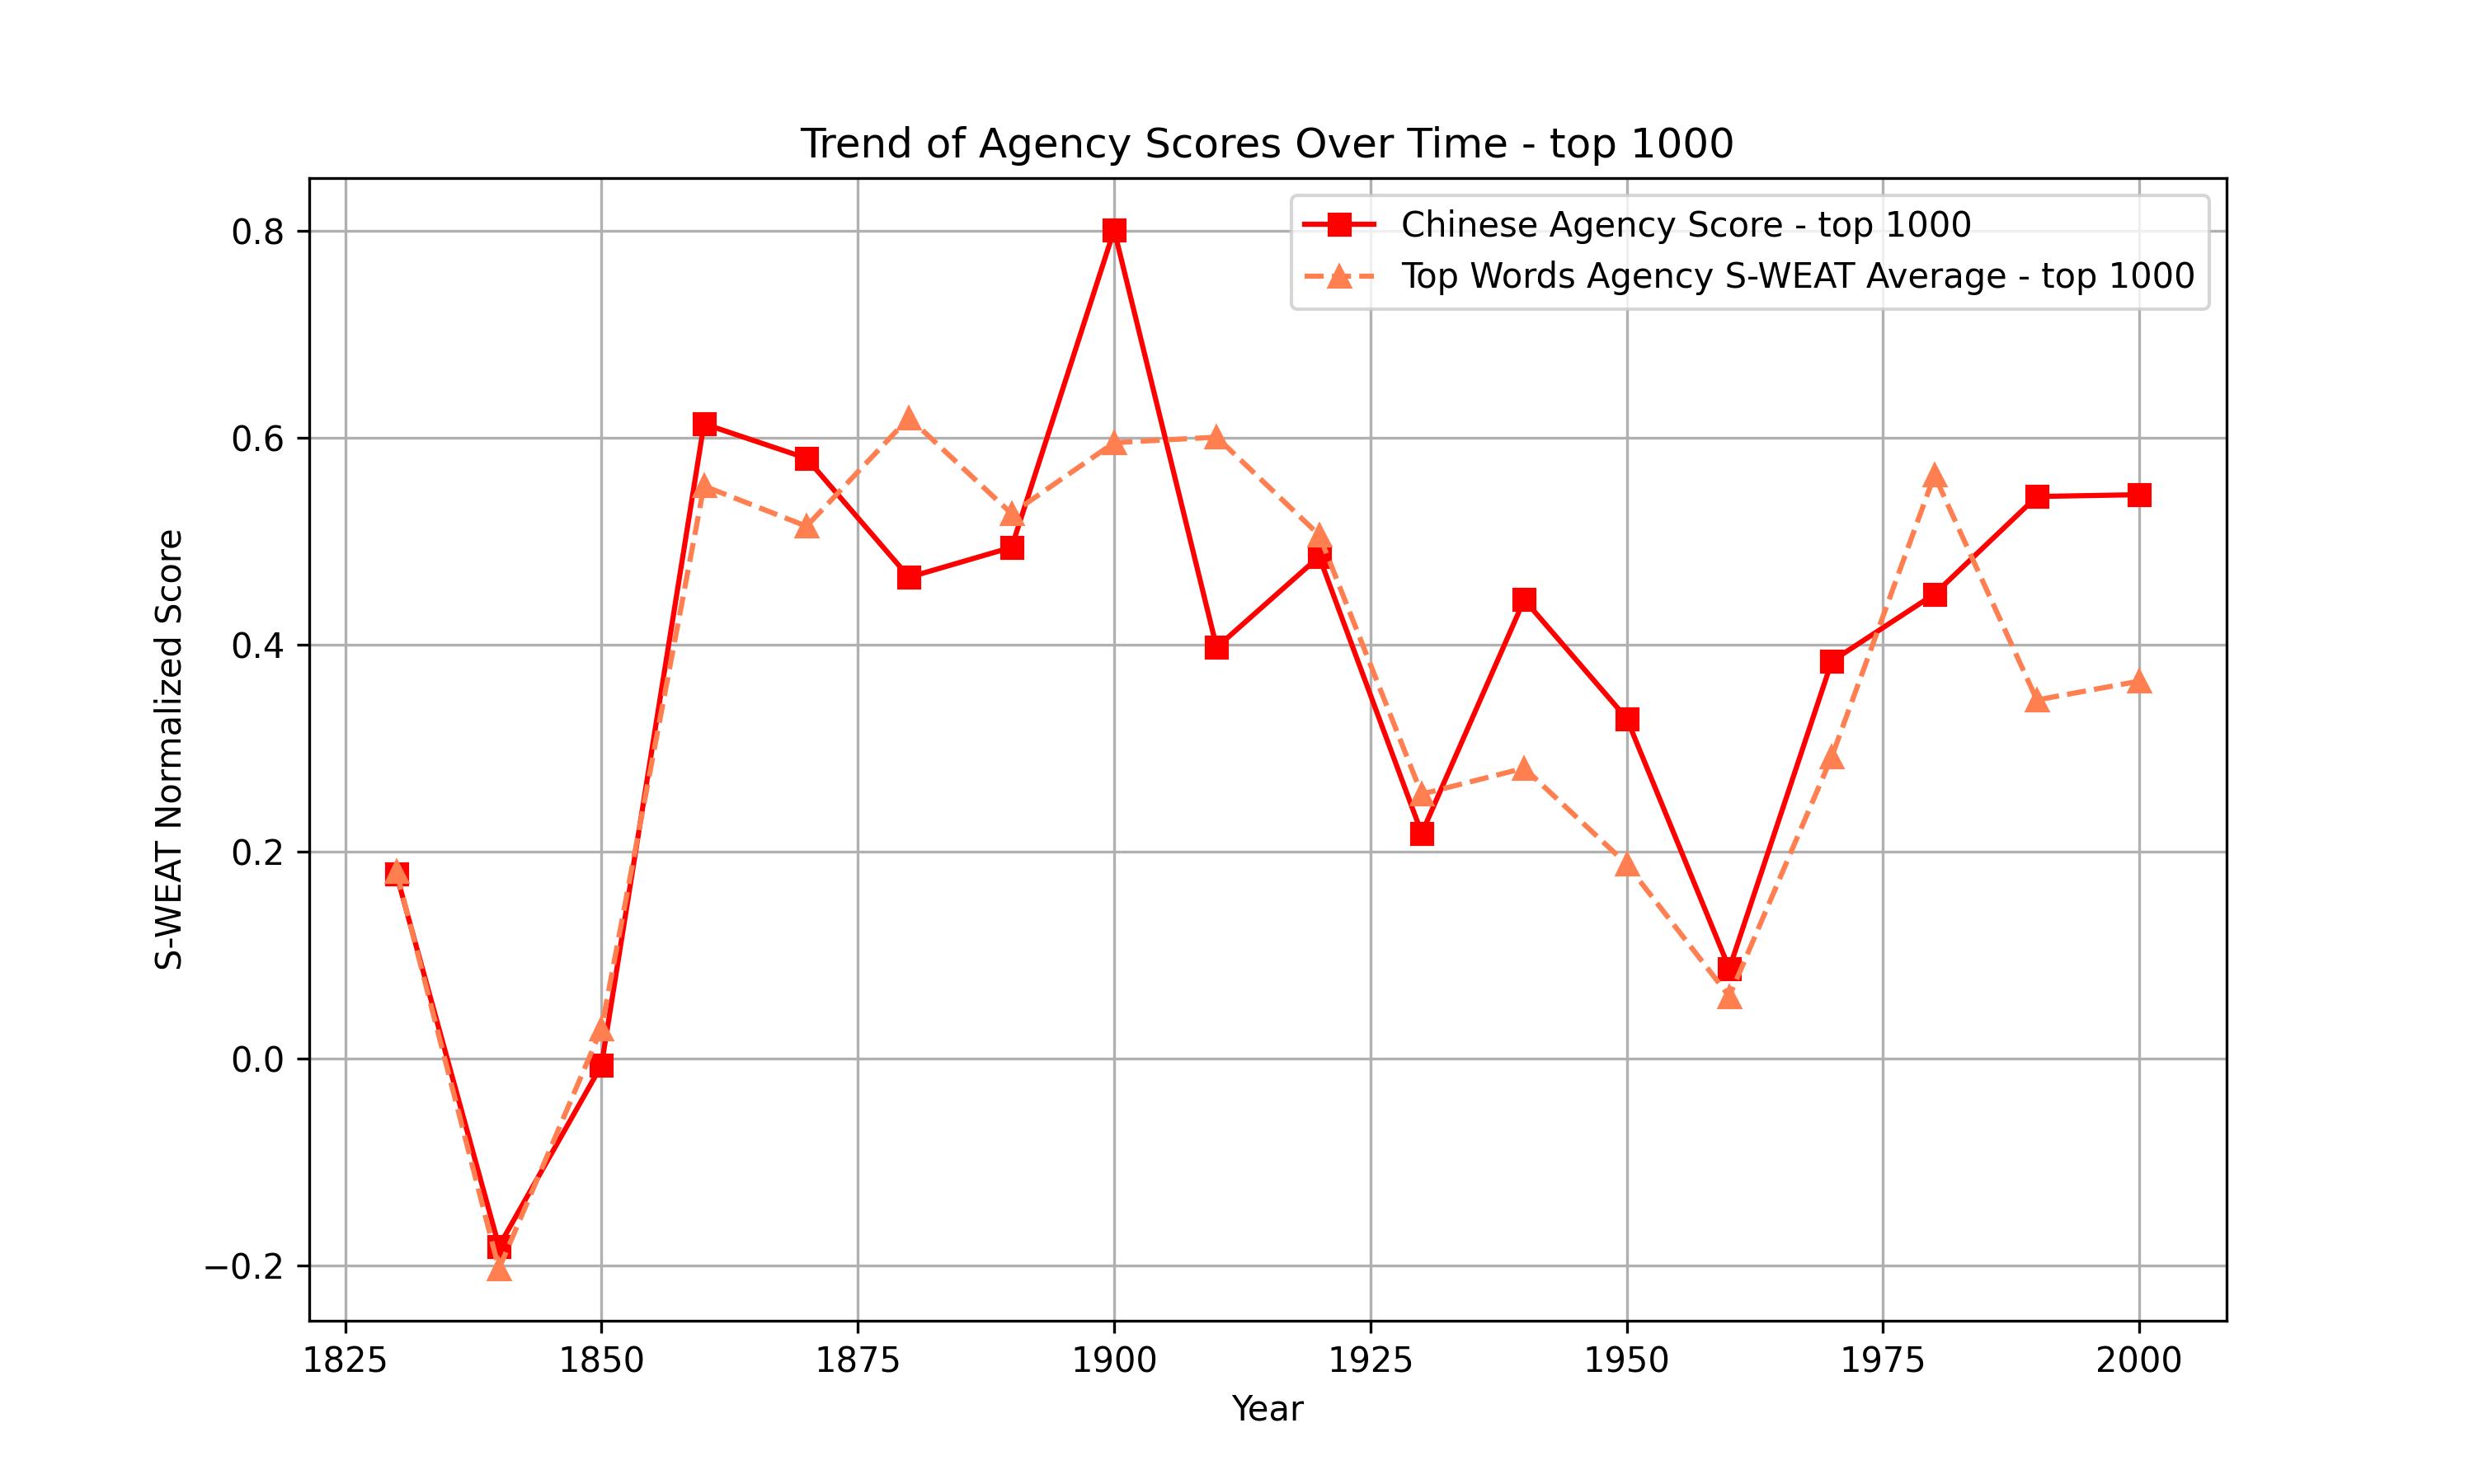 Trend of Agency Scores Over Time - top 1000
Chinese Agency Score - top 1000
Top Words Agency S-WEAT Average - top 1000
S-WEAT Normalized Score
0.8
0.6
0.4
0.2
0.0
−0.2
1825 1850 1875 1900 1925 1950 1975 2000
Year